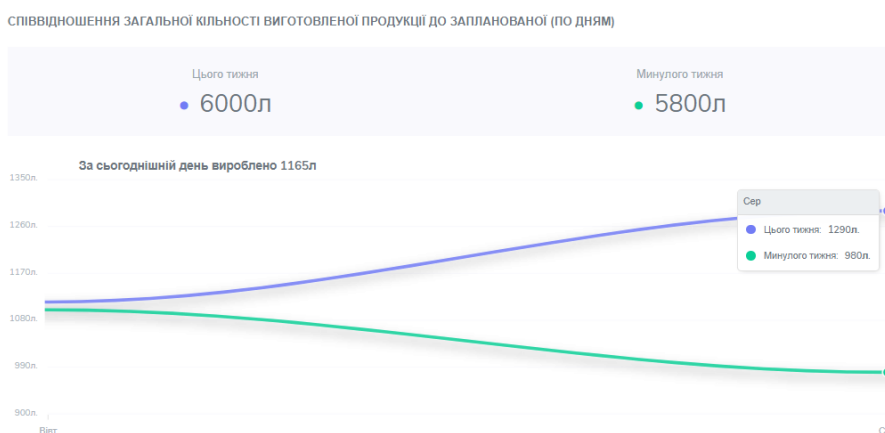 СПІВВІДНОШЕННЯ ЗАГАЛЬНОЇ КІЛЬКОСТІ ВИГОТОВЛЕНОЇ ПРОДУКЦІЇ ДО ЗАПЛАНОВАНОЇ (ПО ДНЯМ)
Цього тижня
6000л
Минулого тижня
5800л
За сьогоднішній день вироблено 1165л
1350л.
1260л.
1170л.
1080л.
990л.
900л.
Сер
Цього тижня: 1290л.
Минулого тижня: 980л.
Вівт